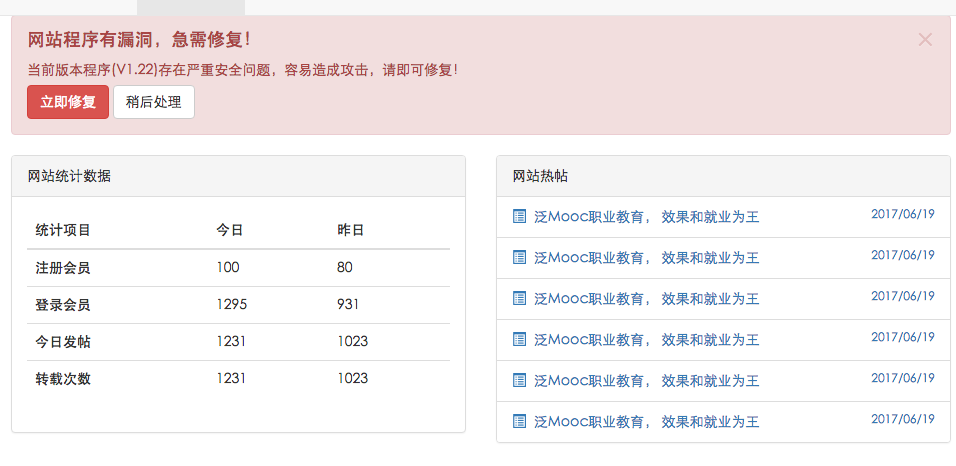 网站程序有漏洞，急需修复！
×
当前版本程序(V1.22)存在严重安全问题，容易造成攻击，请即可修复！
立即修复 稍后处理
网站统计数据
统计项目 今日 昨日
注册会员 100 80
登录会员 1295 931
今日发帖 1231 1023
转载次数 1231 1023
网站热帖
泛Mooc职业教育， 效果和就业为王 2017/06/19
泛Mooc职业教育， 效果和就业为王 2017/06/19
泛Mooc职业教育， 效果和就业为王 2017/06/19
泛Mooc职业教育， 效果和就业为王 2017/06/19
泛Mooc职业教育， 效果和就业为王 2017/06/19
泛Mooc职业教育， 效果和就业为王 2017/06/19